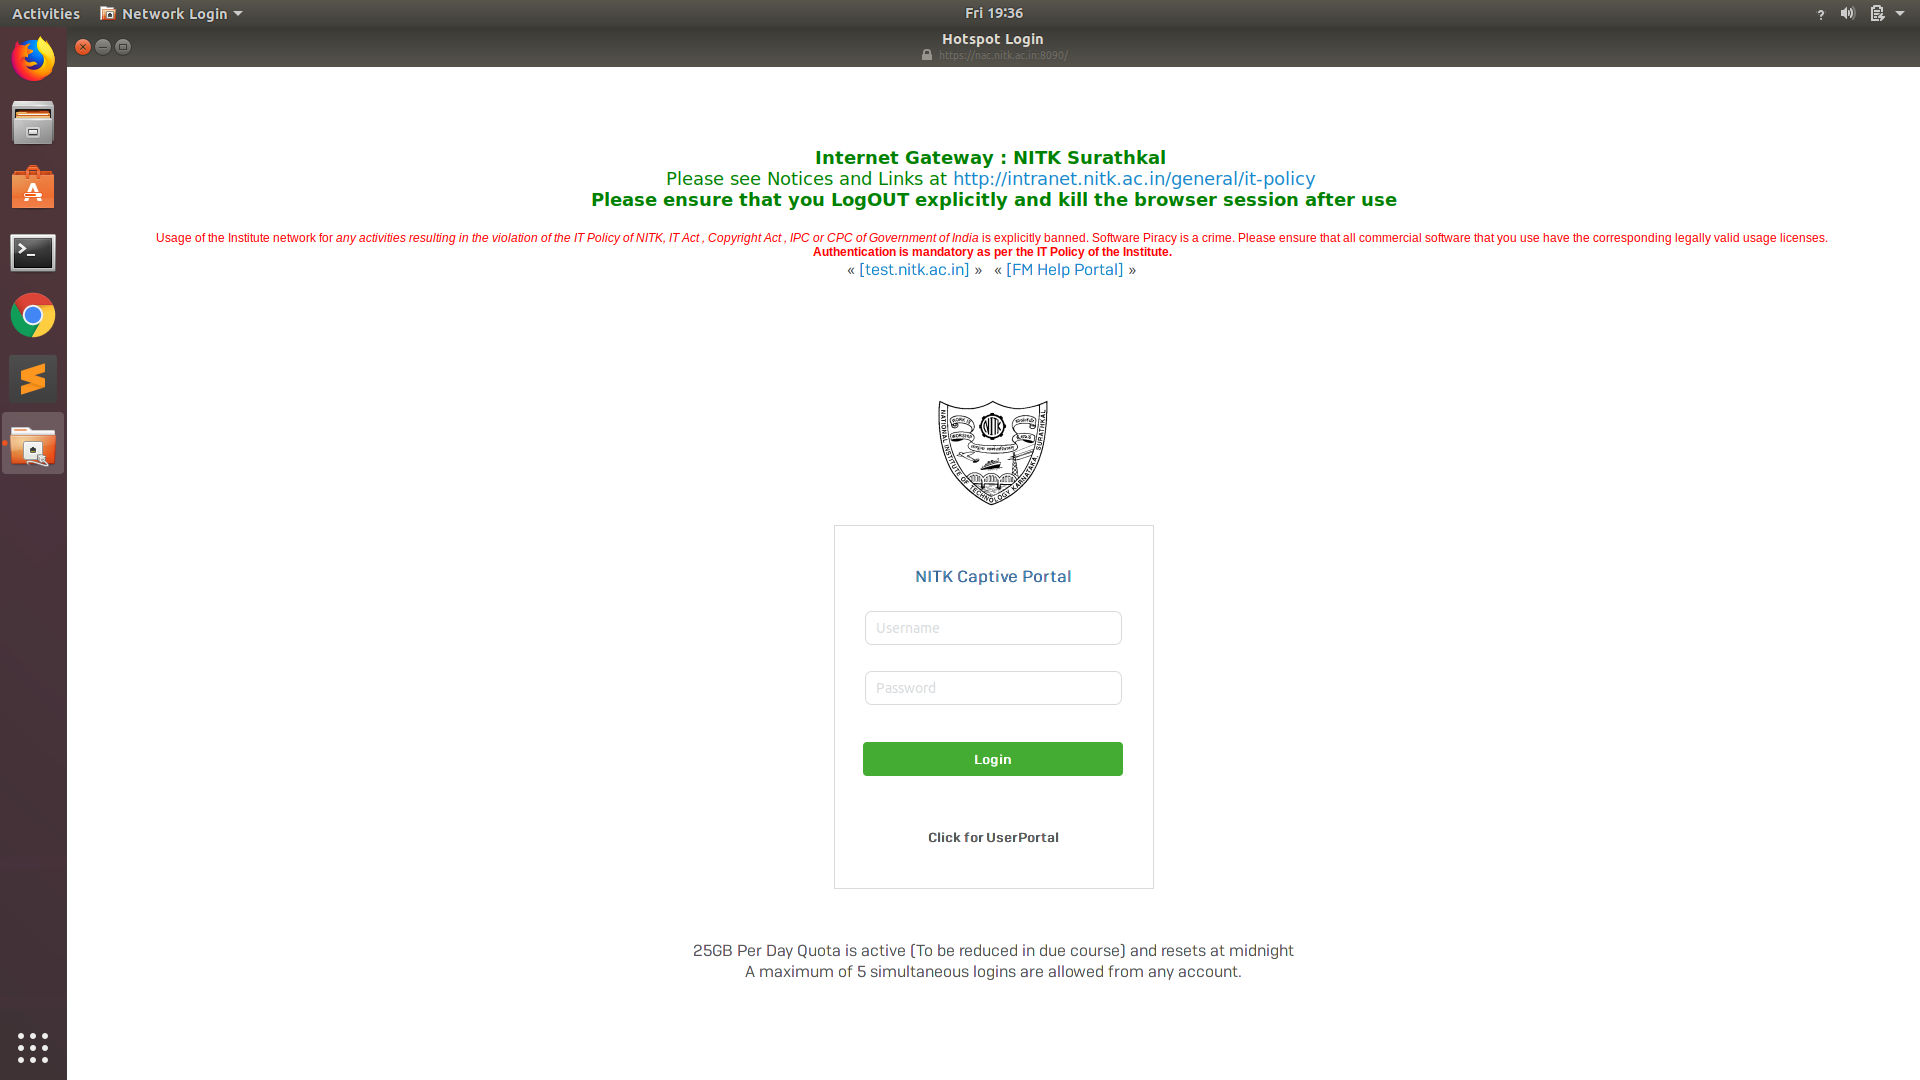 Activities Network Login Fri 19:36 ?
Hotspot Login
https://nac.nitk.ac.in:8090/
Internet Gateway : NITK Surathkal
Please see Notices and Links at http://intranet.nitk.ac.in/general/it-policy
Please ensure that you LogOUT explicitly and kill the browser session after use
Usage of the Institute network for any activities resulting in the violation of the IT Policy of NITK, IT Act , Copyright Act , IPC or CPC of Government of India is explicitly banned. Software Piracy is a crime. Please ensure that all commercial software that you use have the corresponding legally valid usage licenses.
Authentication is mandatory as per the IT Policy of the Institute.
« [test.nitk.ac.in] » « [FM Help Portal] »
NITK
NATIONAL INSTITUTE OF TECHNOLOGY KARNATAKA, SURATHKAL
NITK Captive Portal
Username
Password
Login
Click for UserPortal
25GB Per Day Quota is active (To be reduced in due course) and resets at midnight
A maximum of 5 simultaneous logins are allowed from any account.